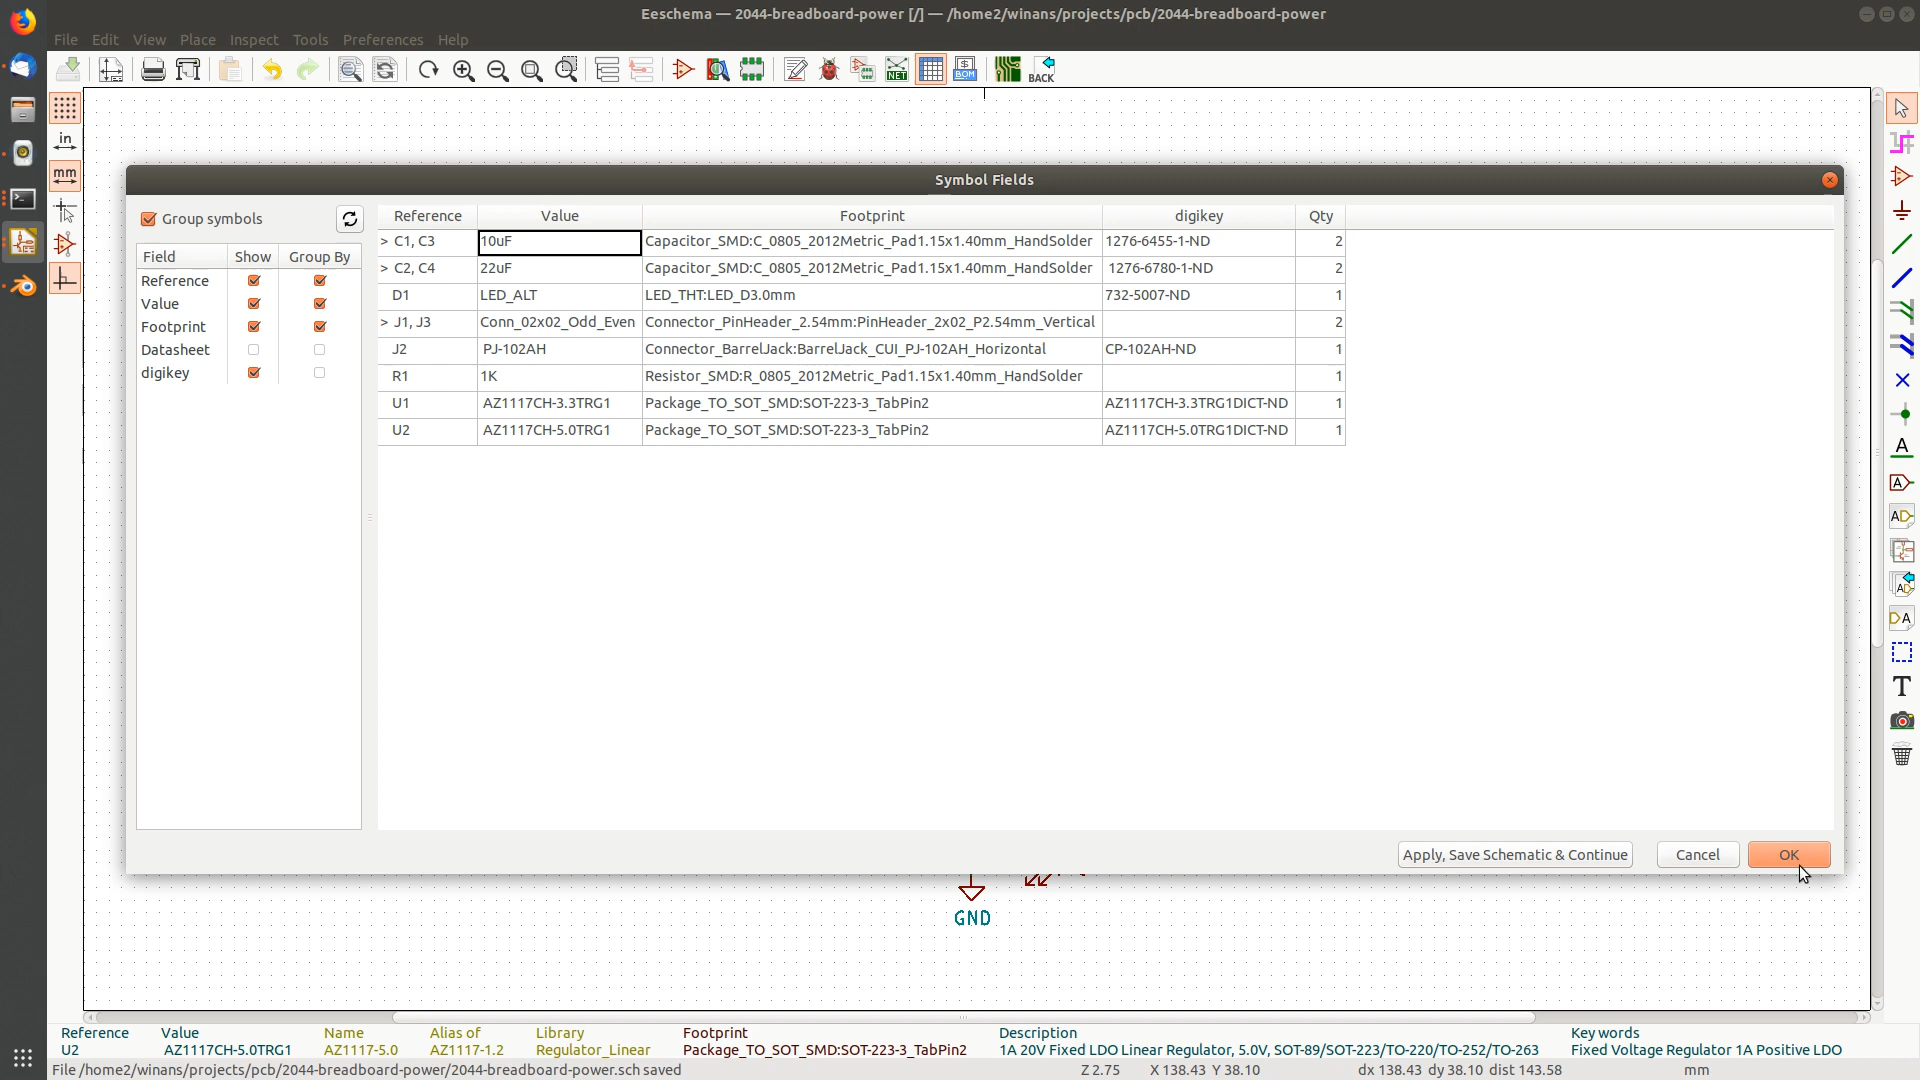 Eeschema — 2044-breadboard-power [/] — /home2/winans/projects/pcb/2044-breadboard-power
File Edit View Place Inspect Tools Preferences Help
NET
BOM
BACK
in
mm
Symbol Fields
Group symbols
Field Show Group By
Reference
Value
Footprint
Datasheet
digikey
Reference Value Footprint digikey Qty
> C1, C3 10uF Capacitor_SMD:C_0805_2012Metric_Pad1.15x1.40mm_HandSolder 1276-6455-1-ND 2
> C2, C4 22uF Capacitor_SMD:C_0805_2012Metric_Pad1.15x1.40mm_HandSolder 1276-6780-1-ND 2
D1 LED_ALT LED_THT:LED_D3.0mm 732-5007-ND 1
> J1, J3 Conn_02x02_Odd_Even Connector_PinHeader_2.54mm:PinHeader_2x02_P2.54mm_Vertical 2
J2 PJ-102AH Connector_BarrelJack:BarrelJack_CUI_PJ-102AH_Horizontal CP-102AH-ND 1
R1 1K Resistor_SMD:R_0805_2012Metric_Pad1.15x1.40mm_HandSolder 1
U1 AZ1117CH-3.3TRG1 Package_TO_SOT_SMD:SOT-223-3_TabPin2 AZ1117CH-3.3TRG1DICT-ND 1
U2 AZ1117CH-5.0TRG1 Package_TO_SOT_SMD:SOT-223-3_TabPin2 AZ1117CH-5.0TRG1DICT-ND 1
Apply, Save Schematic & Continue Cancel OK
GND
A
A
A
A
A
T
Reference Value Name Alias of Library Footprint Description Key words
U2 AZ1117CH-5.0TRG1 AZ1117-5.0 AZ1117-1.2 Regulator_Linear Package_TO_SOT_SMD:SOT-223-3_TabPin2 1A 20V Fixed LDO Linear Regulator, 5.0V, SOT-89/SOT-223/TO-220/TO-252/TO-263 Fixed Voltage Regulator 1A Positive LDO
File /home2/winans/projects/pcb/2044-breadboard-power/2044-breadboard-power.sch saved Z 2.75 X 138.43 Y 38.10 dx 138.43 dy 38.10 dist 143.58 mm